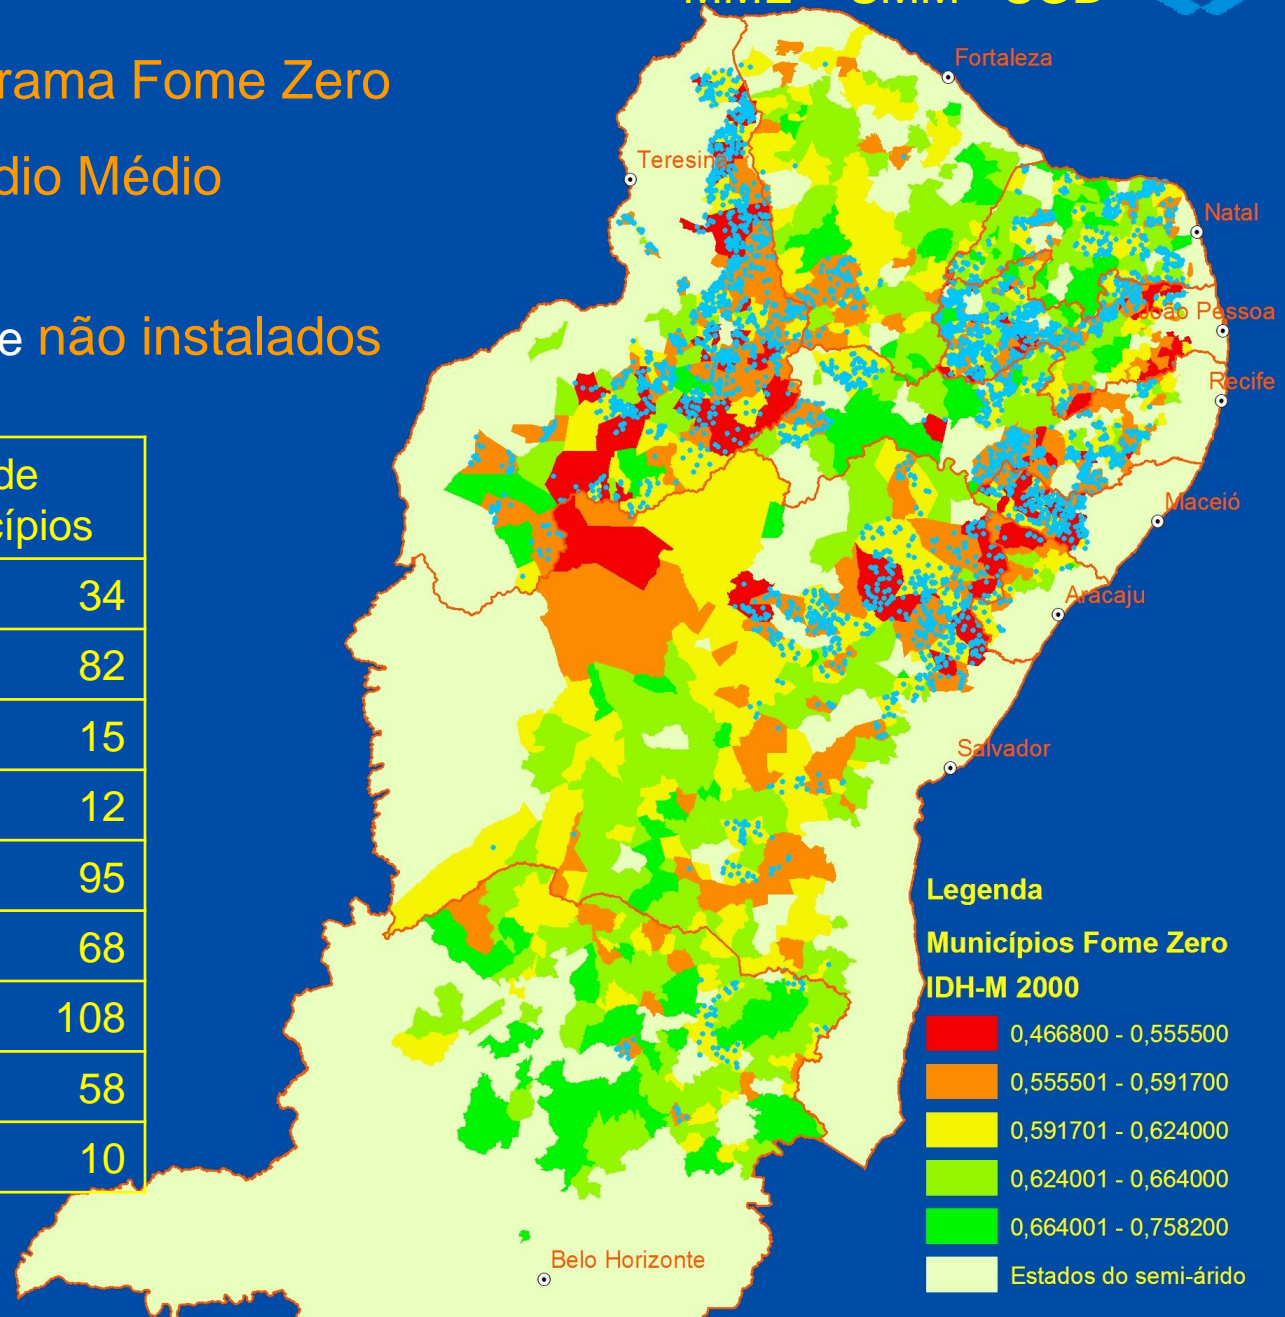 rama Fome Zero
dio Médio
e não instalados
de
cípios
34
82
15
12
95
68
108
58
10
Fortaleza
Teresina
Natal
João Pessoa
Recife
Maceió
Aracaju
Salvador
Belo Horizonte
Legenda
Municípios Fome Zero
IDH-M 2000
0,466800 - 0,555500
0,555501 - 0,591700
0,591701 - 0,624000
0,624001 - 0,664000
0,664001 - 0,758200
Estados do semi-árido